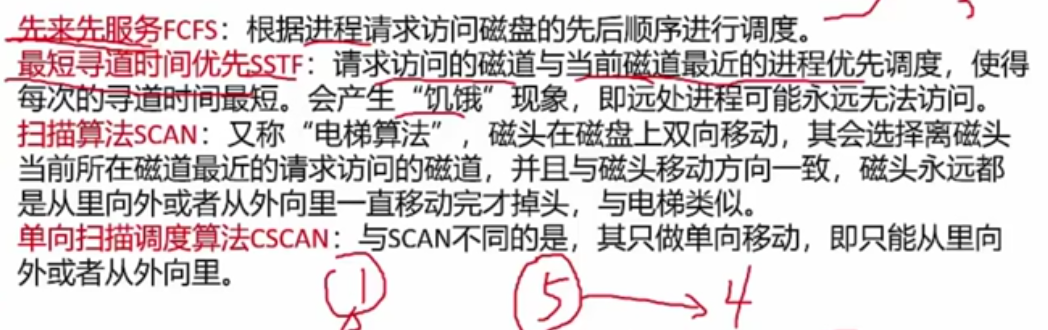 先来先服务FCFS：根据进程请求访问磁盘的先后顺序进行调度。
最短寻道时间优先SSTF：请求访问的磁道与当前磁道最近的进程优先调度，使得
每次的寻道时间最短。会产生“饥饿”现象，即远处进程可能永远无法访问。
扫描算法SCAN：又称“电梯算法”，磁头在磁盘上双向移动，其会选择离磁头
当前所在磁道最近的请求访问的磁道，并且与磁头移动方向一致，磁头永远都
是从里向外或者从外向里一直移动完才掉头，与电梯类似。
单向扫描调度算法CSCAN：与SCAN不同的是，其只做单向移动，即只能从里向
外或者从外向里。
1 5 4